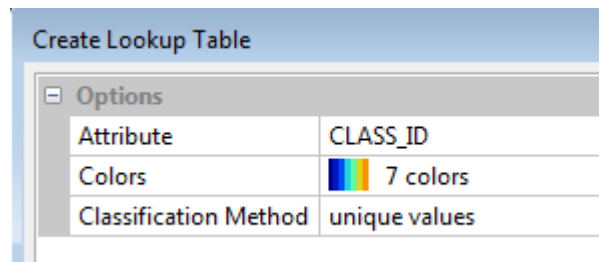 Create Lookup Table
Options
Attribute CLASS_ID
Colors 7 colors
Classification Method unique values